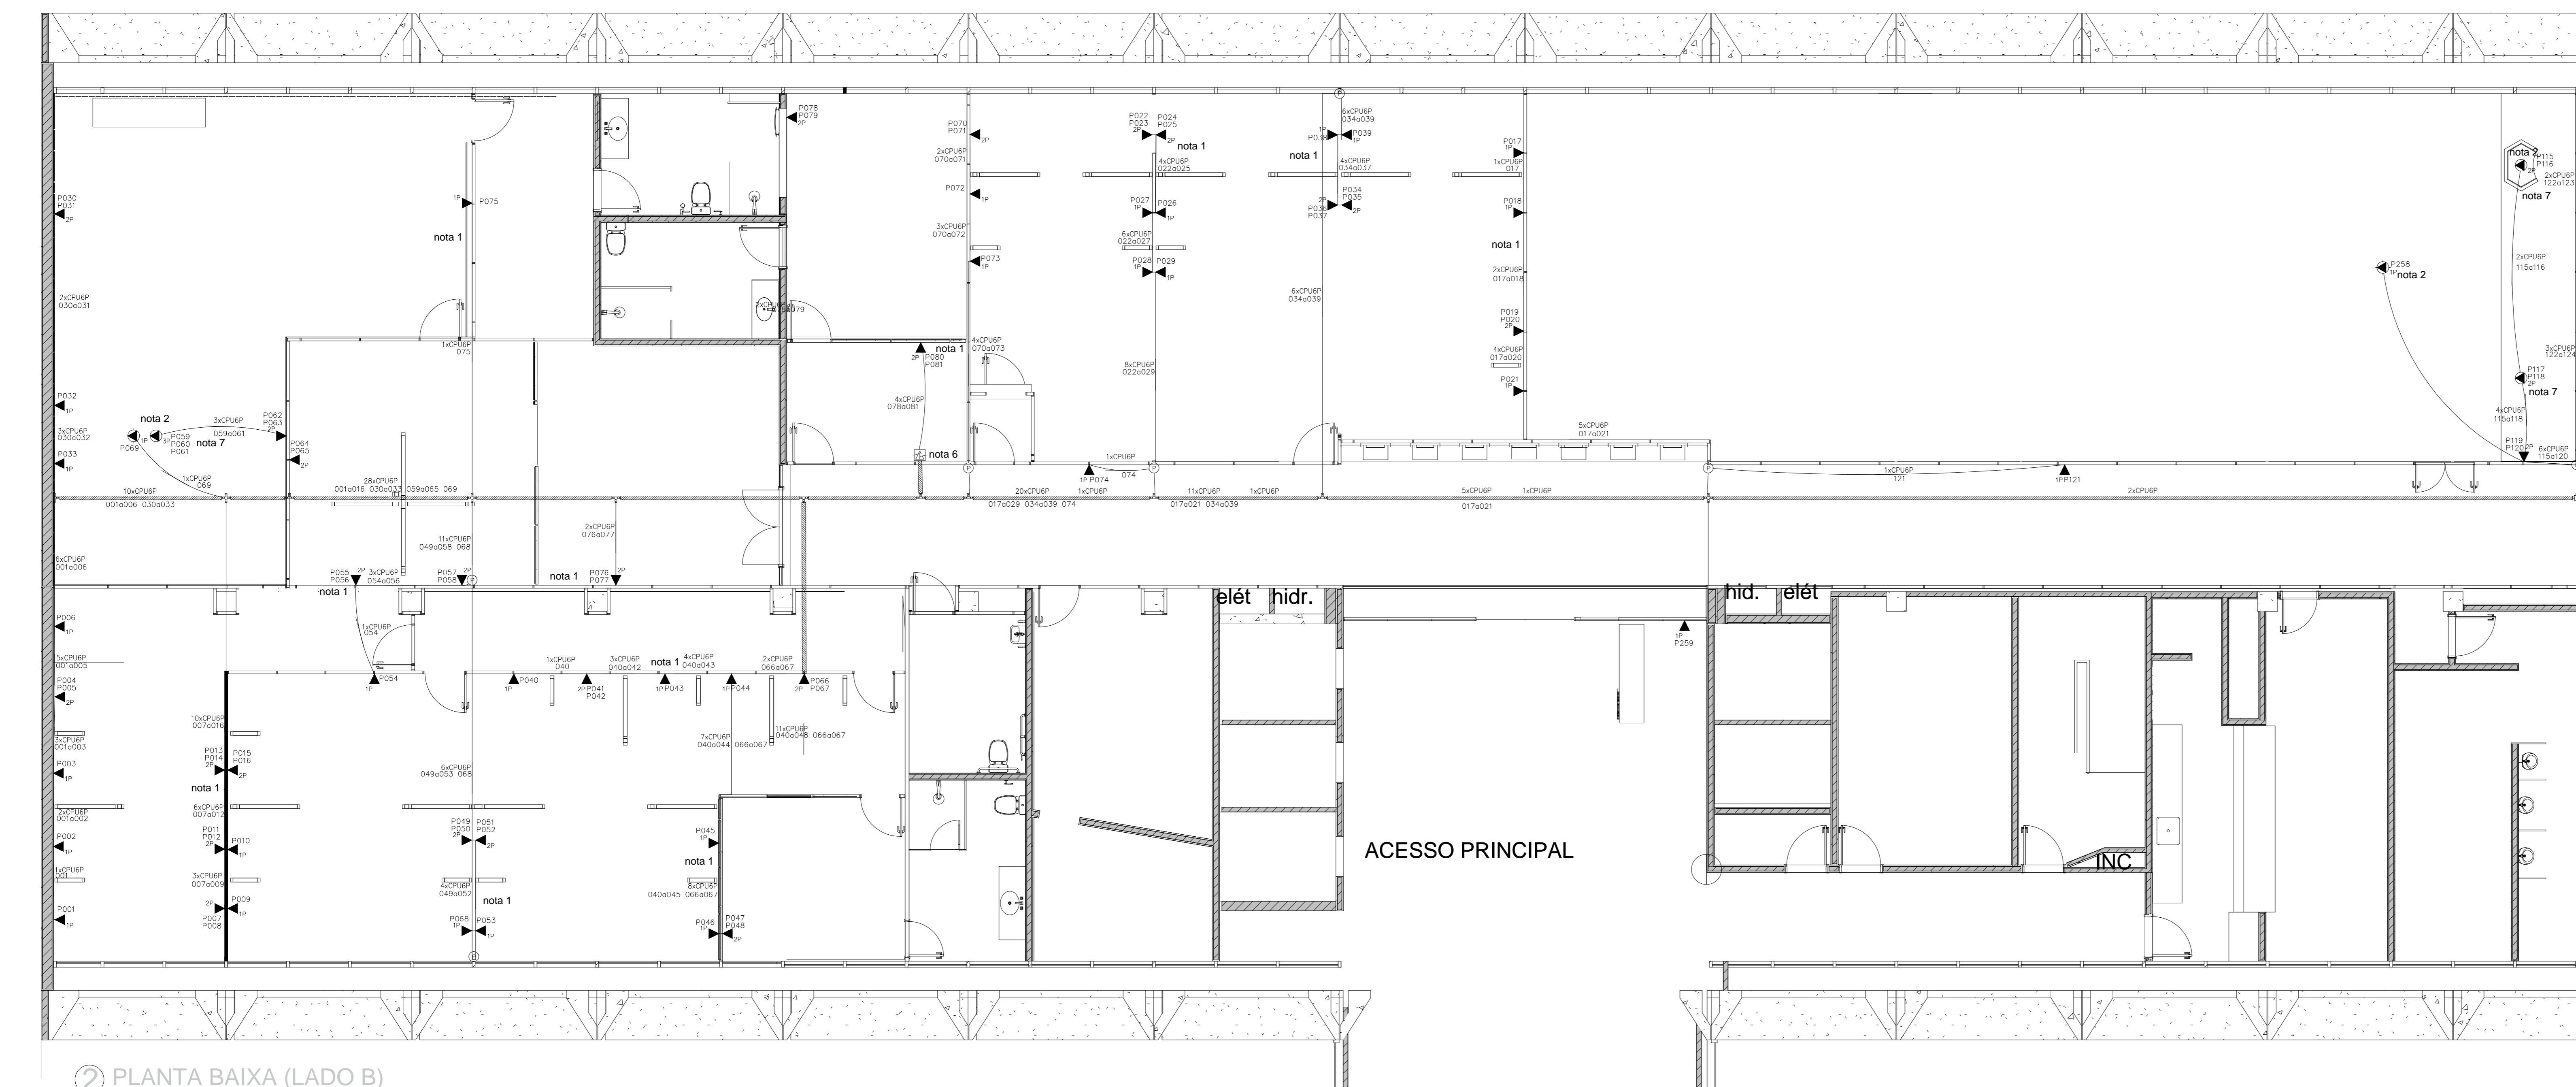 P078
P079
2P
P070
P071
2P
2xCPU6P
070a071
P022
P023
2P
P024
P025
2P
nota 1
4xCPU6P
022a025
6xCPU6P
034a039
1P
P038
P039
1P
nota 1
4xCPU6P
034a037
P017
1P
1xCPU6P
017
nota 2
P115
P116
2P
2xCPU6P
122a123
nota 7
P030
P031
2P
1P
P075
nota 1
P072
1P
P027
1P
P026
1P
P034
P035
2P
P036
P037
2P
P018
1P
3xCPU6P
070a072
6xCPU6P
022a027
nota 1
P073
1P
P028
1P
P029
1P
P258
1P
nota 2
2xCPU6P
115a116
2xCPU6P
030a031
2xCPU6P
078a079
6xCPU6P
034a039
2xCPU6P
017a018
P019
P020
2P
1xCPU6P
075
2P
P080
P081
nota 1
4xCPU6P
070a073
8xCPU6P
022a029
4xCPU6P
017a020
3xCPU6P
122a124
P021
1P
P117
P118
2P
nota 7
P032
1P
nota 2
3xCPU6P
059a061
P062
P063
2P
4xCPU6P
078a081
4xCPU6P
115a118
3xCPU6P
030a032
P069
1P
3P
P059
P060
P061
nota 7
P064
P065
2P
5xCPU6P
017a021
P119
P120
2P
6xCPU6P
115a120
P033
1P
nota 6
P
1xCPU6P
074
P
P
1xCPU6P
121
1P
P074
1P
P121
1xCPU6P
069
10xCPU6P
001a006 030a033
28xCPU6P
001a016 030a033 059a065 069
20xCPU6P
1xCPU6P
017a029 034a039 074
11xCPU6P
1xCPU6P
017a021 034a039
5xCPU6P
1xCPU6P
017a021
2xCPU6P
2xCPU6P
076a077
11xCPU6P
049a058 068
6xCPU6P
001a006
P055
P056
2P
3xCPU6P
054a056
P057
P058
2P
P
nota 1
P076
P077
2P
nota 1
elét
hidr.
hid.
elét
P006
1P
1xCPU6P
054
1P
P259
5xCPU6P
001a005
1xCPU6P
040
3xCPU6P
040a042
nota 1
4xCPU6P
040a043
2xCPU6P
066a067
P004
P005
2P
1P
P054
1P
P040
2P
P041
P042
1P
P043
1P
P044
2P
P066
P067
10xCPU6P
007a016
3xCPU6P
001a003
7xCPU6P
040a044 066a067
11xCPU6P
040a048 066a067
P003
1P
P013
P014
2P
P015
P016
2P
6xCPU6P
049a053 068
nota 1
2xCPU6P
001a002
6xCPU6P
007a012
P002
1P
P011
P012
2P
P010
1P
P049
P050
2P
P051
P052
2P
P045
1P
nota 1
ACESSO PRINCIPAL
INC
1xCPU6P
001
3xCPU6P
007a009
4xCPU6P
049a052
8xCPU6P
040a045 066a067
nota 1
P001
1P
2P
P007
P008
P009
1P
P068
1P
P053
1P
P046
1P
P047
P048
2P
2 PLANTA BAIXA (LADO B)